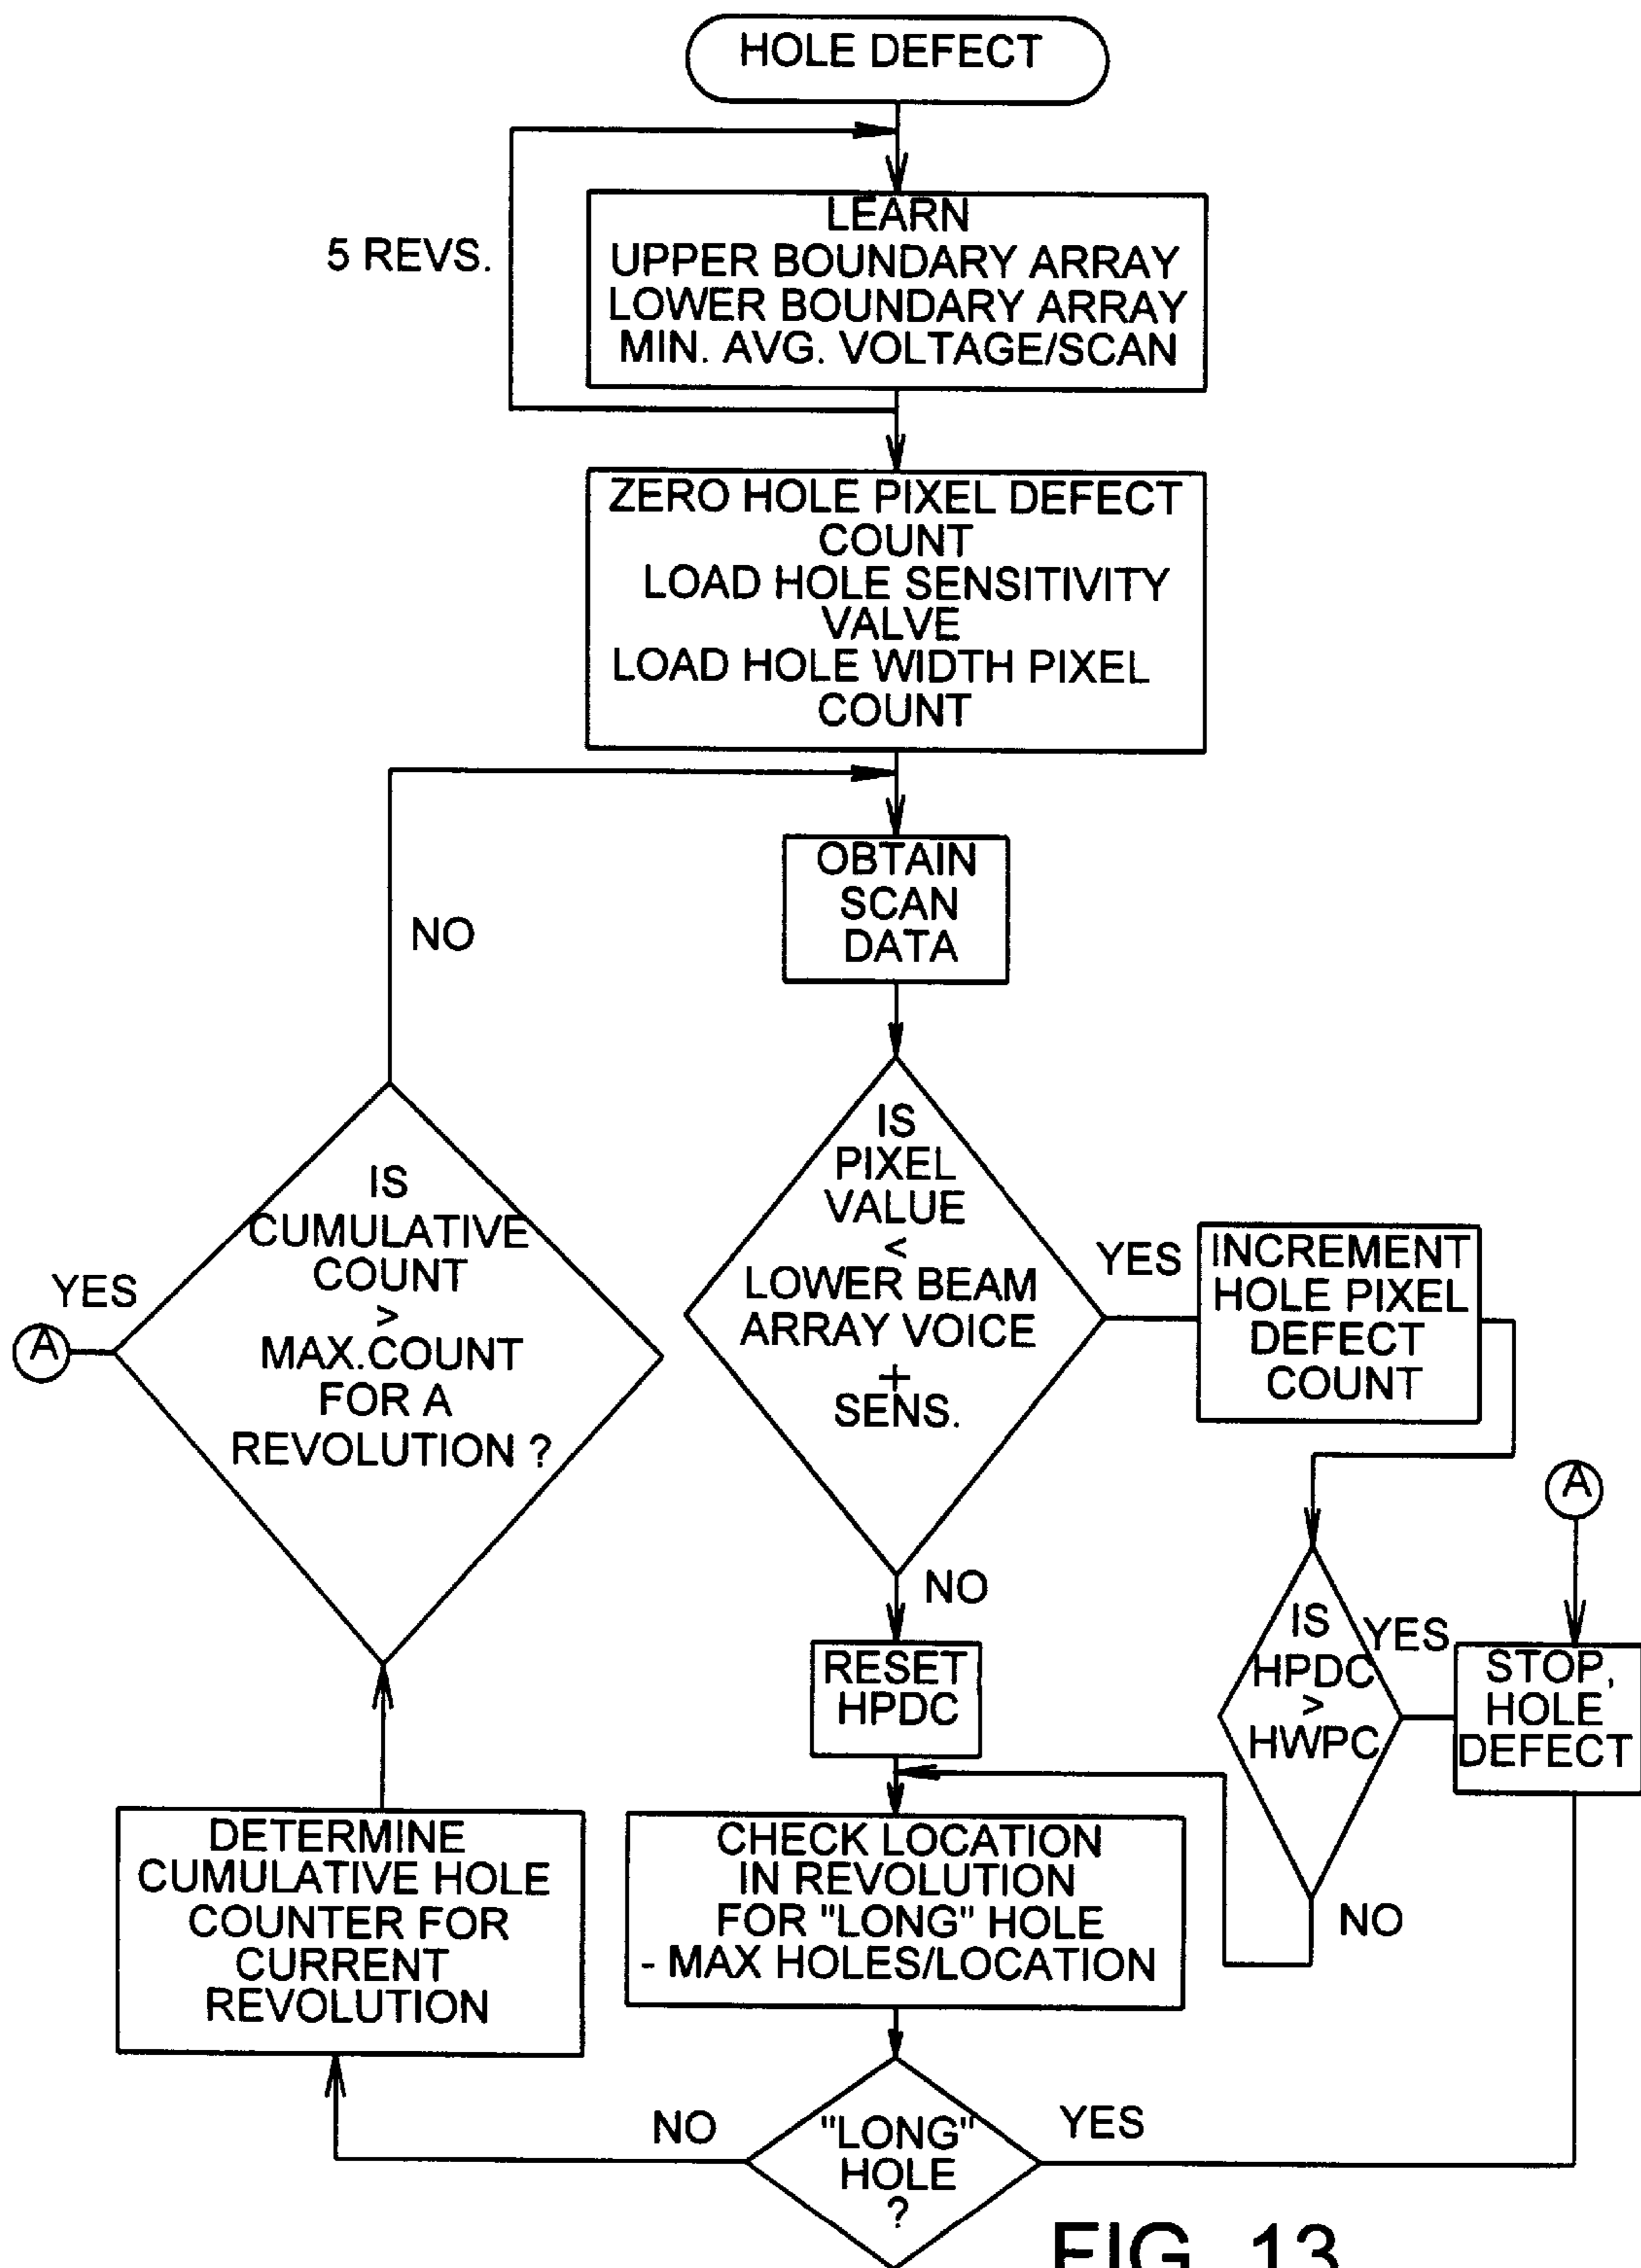 HOLE DEFECT
5 REVS.
LEARN
UPPER BOUNDARY ARRAY
LOWER BOUNDARY ARRAY
MIN. AVG. VOLTAGE/SCAN
ZERO HOLE PIXEL DEFECT
COUNT
LOAD HOLE SENSITIVITY
VALVE
LOAD HOLE WIDTH PIXEL
COUNT
OBTAIN
SCAN
DATA
NO
IS
PIXEL
VALUE
<
LOWER BEAM
ARRAY VOICE
+
SENS.
YES
INCREMENT
HOLE PIXEL
DEFECT
COUNT
IS
CUMULATIVE
COUNT
>
MAX.COUNT
FOR A
REVOLUTION ?
YES
A
A
NO
IS
HPDC
>
HWPC
YES
STOP,
HOLE
DEFECT
NO
RESET
HPDC
CHECK LOCATION
IN REVOLUTION
FOR "LONG" HOLE
- MAX HOLES/LOCATION
DETERMINE
CUMULATIVE HOLE
COUNTER FOR
CURRENT
REVOLUTION
NO
"LONG"
HOLE
?
YES
FIG. 13